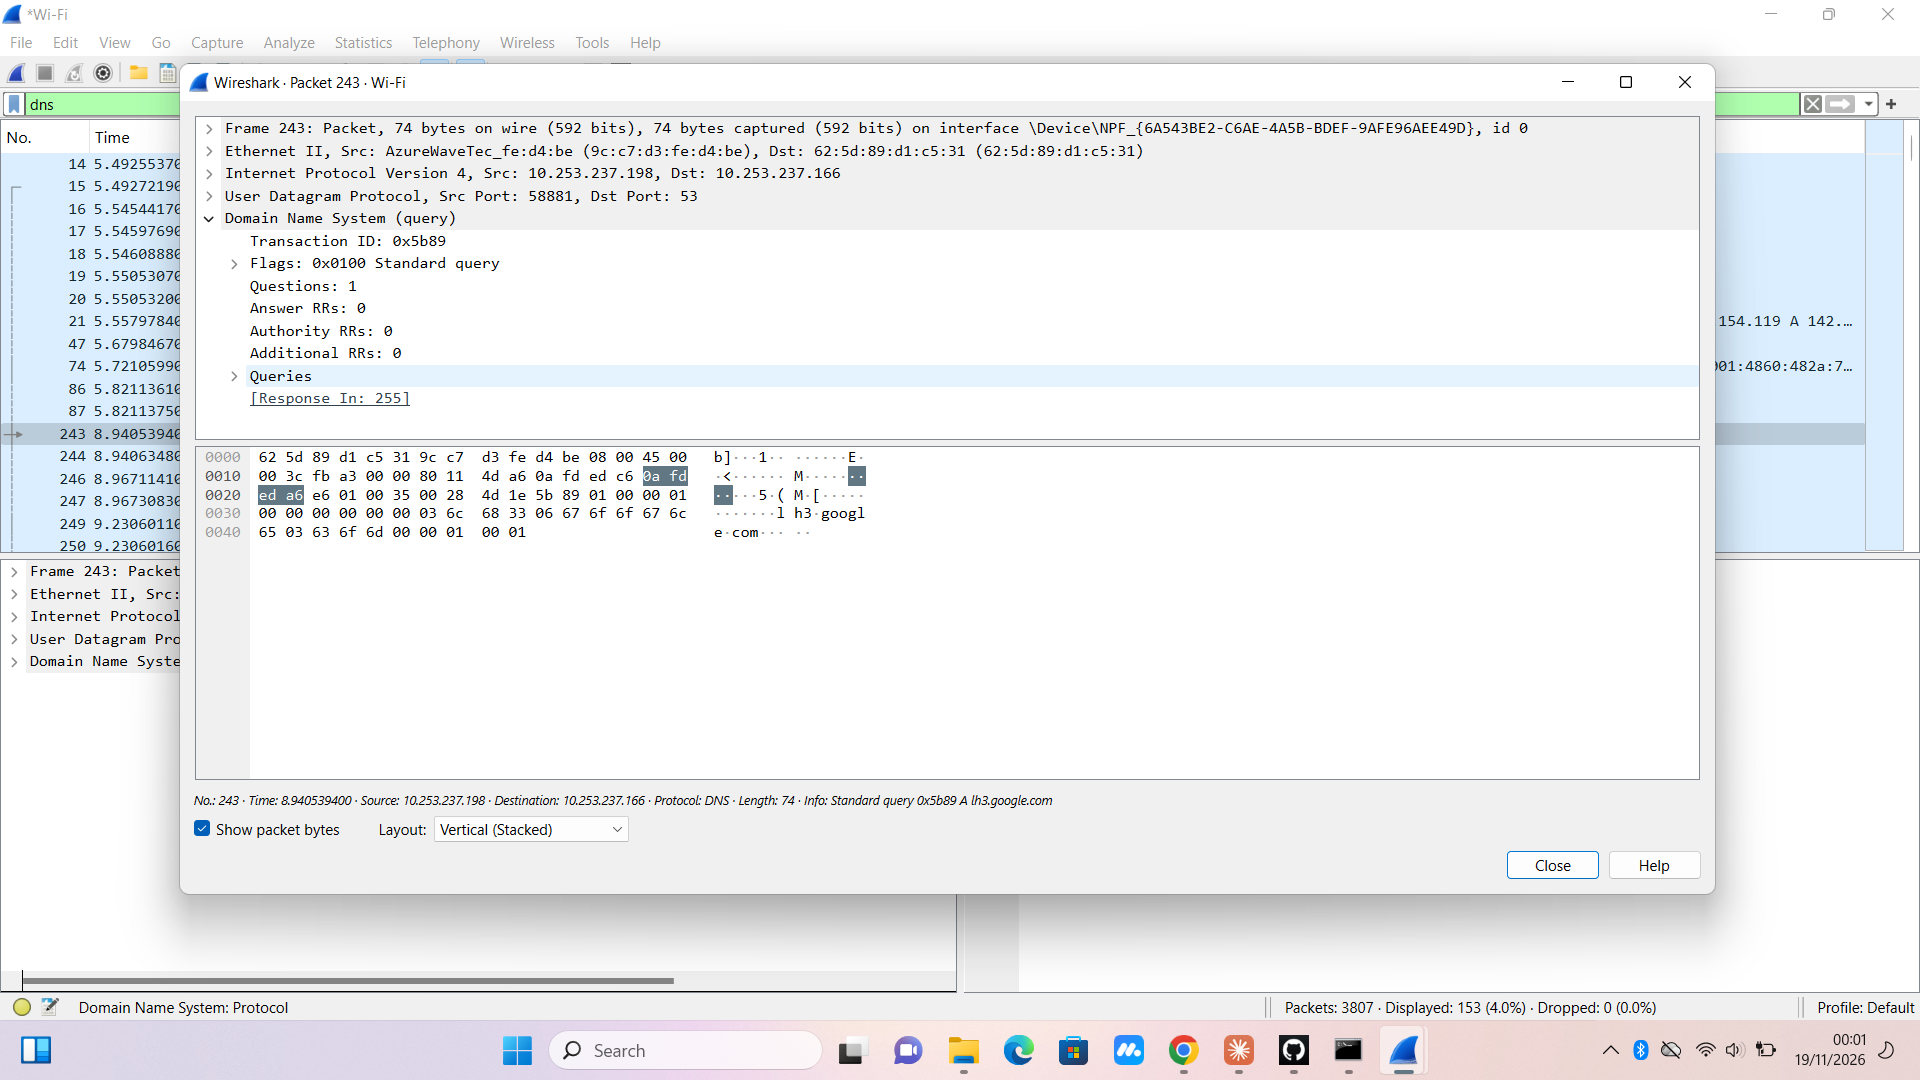 *Wi-Fi
File Edit View Go Capture Analyze Statistics Telephony Wireless Tools Help
Wireshark · Packet 243 · Wi-Fi
dns
No. Time
14 5.49255370
15 5.49272190
16 5.54544170
17 5.54597690
18 5.54608880
19 5.55053070
20 5.55053200
21 5.55797840
154.119 A 142.…
47 5.67984670
74 5.72105990
001:4860:482a:7…
86 5.82113610
87 5.82113750
243 8.94053940
244 8.94063480
246 8.96711410
247 8.96730830
249 9.23060110
250 9.23060160
Frame 243: Packet, 74 bytes on wire (592 bits), 74 bytes captured (592 bits) on interface \Device\NPF_{6A543BE2-C6AE-4A5B-BDEF-9AFE96AEE49D}, id 0
Ethernet II, Src: AzureWaveTec_fe:d4:be (9c:c7:d3:fe:d4:be), Dst: 62:5d:89:d1:c5:31 (62:5d:89:d1:c5:31)
Internet Protocol Version 4, Src: 10.253.237.198, Dst: 10.253.237.166
User Datagram Protocol, Src Port: 58881, Dst Port: 53
Domain Name System (query)
Transaction ID: 0x5b89
Flags: 0x0100 Standard query
Questions: 1
Answer RRs: 0
Authority RRs: 0
Additional RRs: 0
Queries
[Response In: 255]
0000 62 5d 89 d1 c5 31 9c c7 d3 fe d4 be 08 00 45 00 b]···1·· ······E·
0010 00 3c fb a3 00 00 80 11 4d a6 0a fd ed c6 0a fd ·<······ M·······
0020 ed a6 e6 01 00 35 00 28 4d 1e 5b 89 01 00 00 01 ·····5·( M·[·····
0030 00 00 00 00 00 00 03 6c 68 33 06 67 6f 6f 67 6c ·······l h3·googl
0040 65 03 63 6f 6d 00 00 01 00 01 e·com··· ··
No.: 243 · Time: 8.940539400 · Source: 10.253.237.198 · Destination: 10.253.237.166 · Protocol: DNS · Length: 74 · Info: Standard query 0x5b89 A lh3.google.com
Show packet bytes Layout: Vertical (Stacked)
Close Help
Frame 243: Packet
Ethernet II, Src:
Internet Protocol
User Datagram Pro
Domain Name Syste
Domain Name System: Protocol
Packets: 3807 · Displayed: 153 (4.0%) · Dropped: 0 (0.0%)
Profile: Default
Search
00:01
19/11/2026